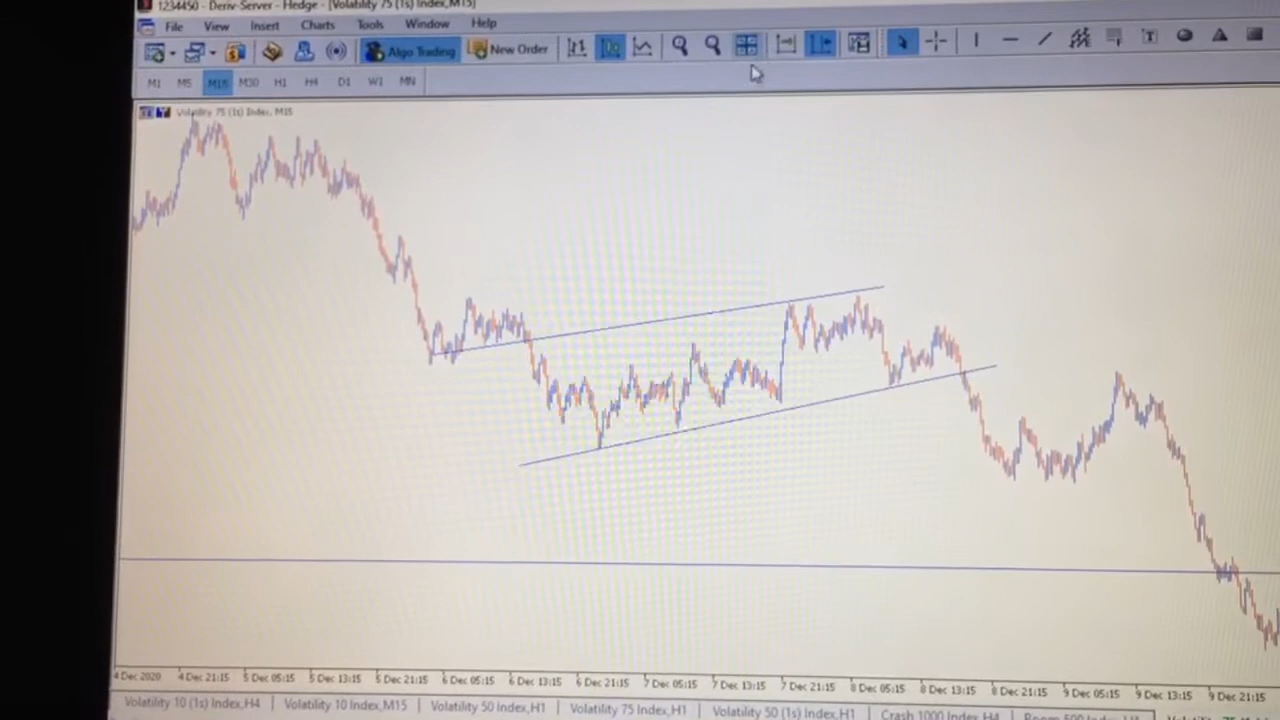 1234450 - Deriv-Server - Hedge - [Volatility 75 (1s) Index,M15]
File View Insert Charts Tools Window Help
Algo Trading New Order
M1 M5 M15 M30 H1 H4 D1 W1 MN
Volatility 75 (1s) Index, M15
4 Dec 2020 4 Dec 21:15 5 Dec 05:15 5 Dec 13:15 5 Dec 21:15 6 Dec 05:15 6 Dec 13:15 6 Dec 21:15 7 Dec 05:15 7 Dec 13:15 7 Dec 21:15 8 Dec 05:15 8 Dec 13:15 8 Dec 21:15 9 Dec 05:15 9 Dec 13:15 9 Dec 21:15
Volatility 10 (1s) Index,H4 Volatility 10 Index,M15 Volatility 50 Index,H1 Volatility 75 Index,H1 Volatility 50 (1s) Index,H1 Crash 1000 Index,H4